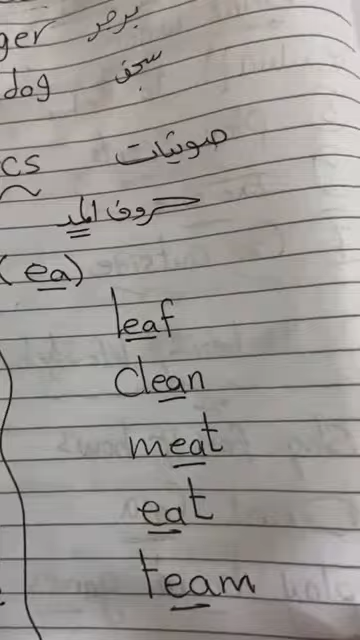 ger برجر
dog سجق
cs صوتيات
حروف المد
(ea)
leaf
clean
meat
eat
team